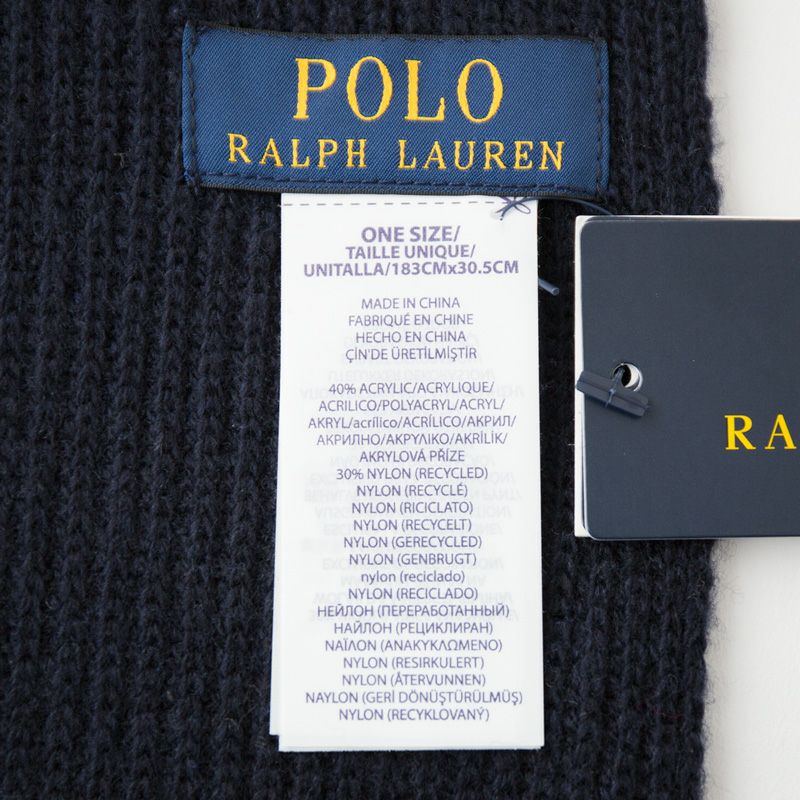 POLO
RALPH LAUREN
ONE SIZE/
TAILLE UNIQUE/
UNITALLA/183CMx30.5CM
MADE IN CHINA
FABRIQUÉ EN CHINE
HECHO EN CHINA
ÇİN'DE ÜRETİLMİŞTİR
40% ACRYLIC/ACRYLIQUE/
ACRILICO/POLYACRYL/ACRYL/
AKRYL/acrílico/ACRÍLICO/АКРИЛ/
АКРИЛНО/ΑΚΡΥΛΙΚΟ/AKRİLİK/
AKRYLOVÁ PŘÍZE
30% NYLON (RECYCLED)
NYLON (RECYCLÉ)
NYLON (RICICLATO)
NYLON (RECYCELT)
NYLON (GERECYCLED)
NYLON (GENBRUGT)
nylon (reciclado)
NYLON (RECICLADO)
НЕЙЛОН (ПЕРЕРАБОТАННЫЙ)
НАЙЛОН (РЕЦИКЛИРАН)
ΝΑΪΛΟΝ (ΑΝΑΚΥΚΛΩΜΕΝΟ)
NYLON (RESIRKULERT)
NYLON (ÅTERVUNNEN)
NAYLON (GERİ DÖNÜŞTÜRÜLMÜŞ)
NYLON (RECYKLOVANÝ)
RA